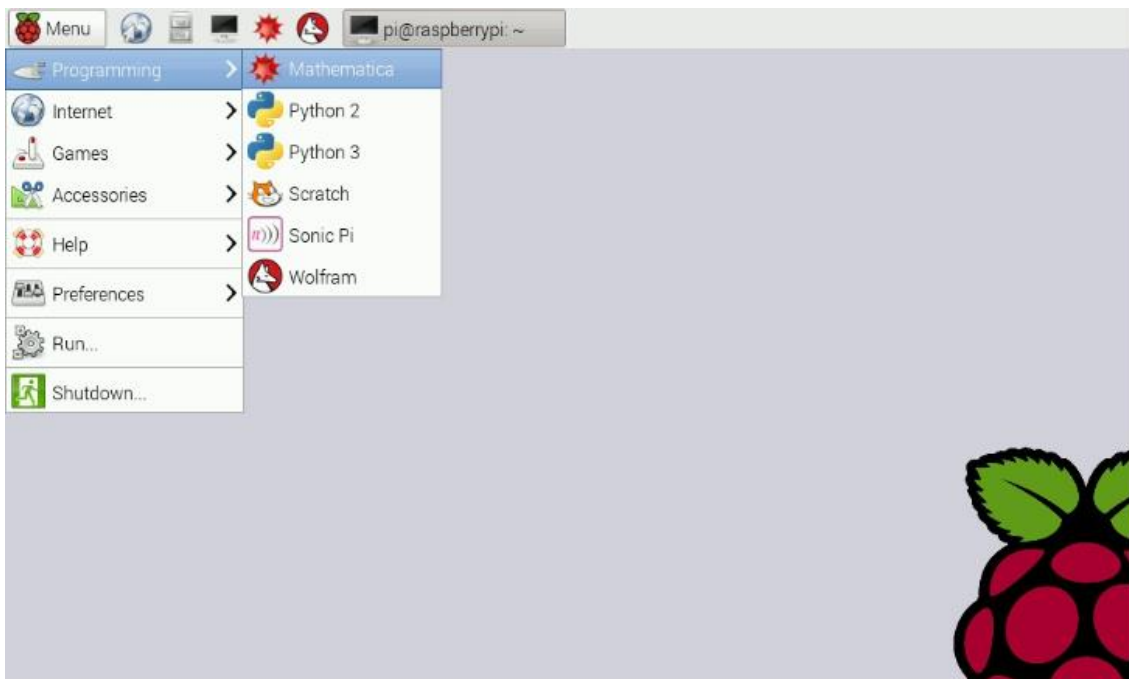 Menu
pi@raspberrypi: ~
Programming
Mathematica
Internet
Python 2
Games
Python 3
Accessories
Scratch
Help
Sonic Pi
Preferences
Wolfram
Run...
Shutdown...